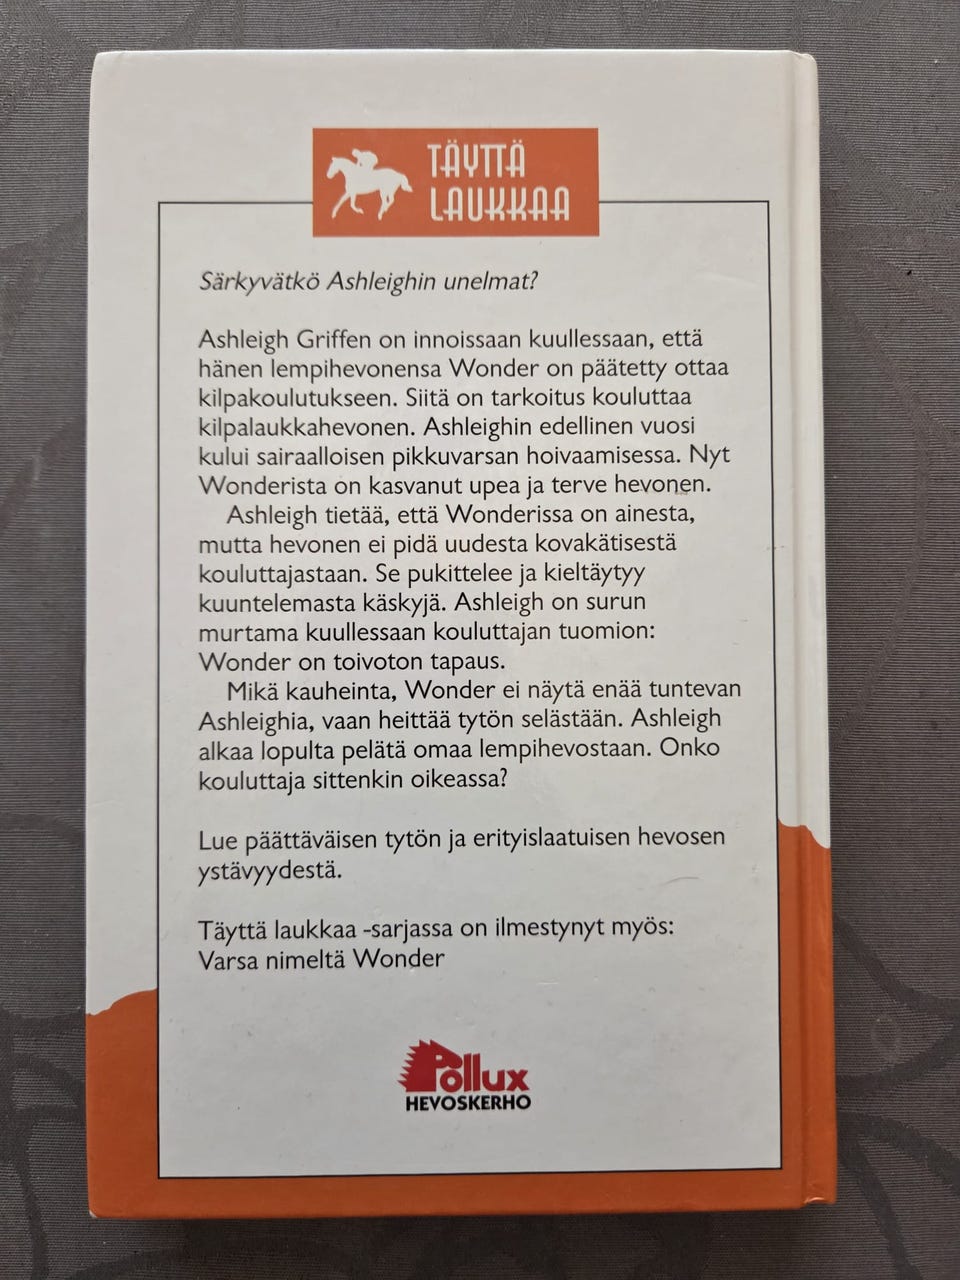 TÄYTTÄ
LAUKKAA
Särkyvätkö Ashleighin unelmat?
Ashleigh Griffen on innoissaan kuullessaan, että
hänen lempihevonensa Wonder on päätetty ottaa
kilpakoulutukseen. Siitä on tarkoitus kouluttaa
kilpalaukkahevonen. Ashleighin edellinen vuosi
kului sairaalloisen pikkuvarsan hoivaamisessa. Nyt
Wonderista on kasvanut upea ja terve hevonen.
Ashleigh tietää, että Wonderissa on ainesta,
mutta hevonen ei pidä uudesta kovakätisestä
kouluttajastaan. Se pukittelee ja kieltäytyy
kuuntelemasta käskyjä. Ashleigh on surun
murtama kuullessaan kouluttajan tuomion:
Wonder on toivoton tapaus.
Mikä kauheinta, Wonder ei näytä enää tuntevan
Ashleighia, vaan heittää tytön selästään. Ashleigh
alkaa lopulta pelätä omaa lempihevostaan. Onko
kouluttaja sittenkin oikeassa?
Lue päättäväisen tytön ja erityislaatuisen hevosen
ystävyydestä.
Täyttä laukkaa -sarjassa on ilmestynyt myös:
Varsa nimeltä Wonder
Pollux
HEVOSKERHO